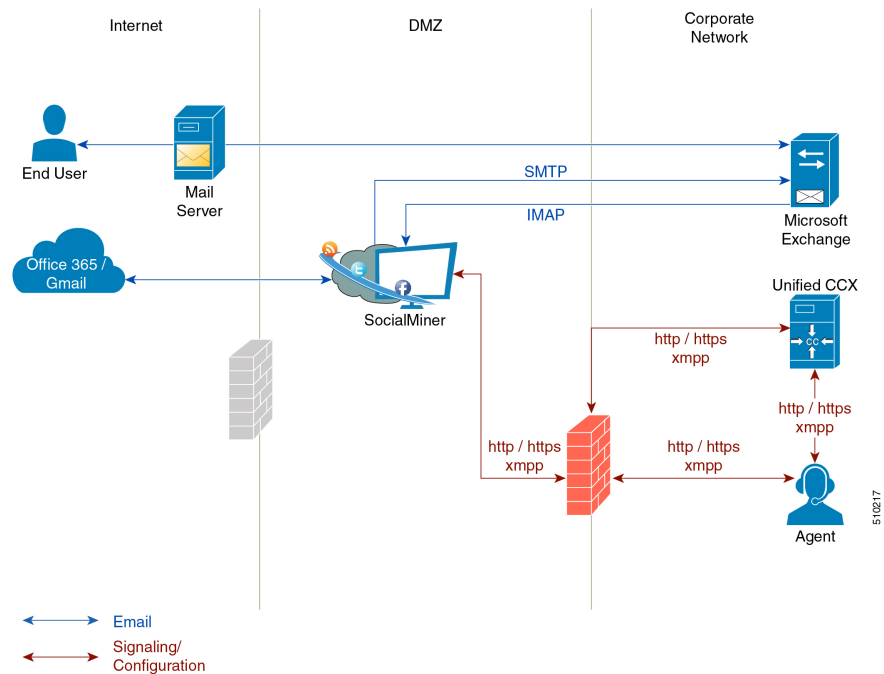 Internet
DMZ
Corporate
Network
End User
Mail
Server
SMTP
IMAP
Microsoft
Exchange
Office 365 /
Gmail
SocialMiner
Unified CCX
CC
http / https
xmpp
http / https
xmpp
http / https
xmpp
http / https
xmpp
Agent
510217
Email
Signaling/
Configuration